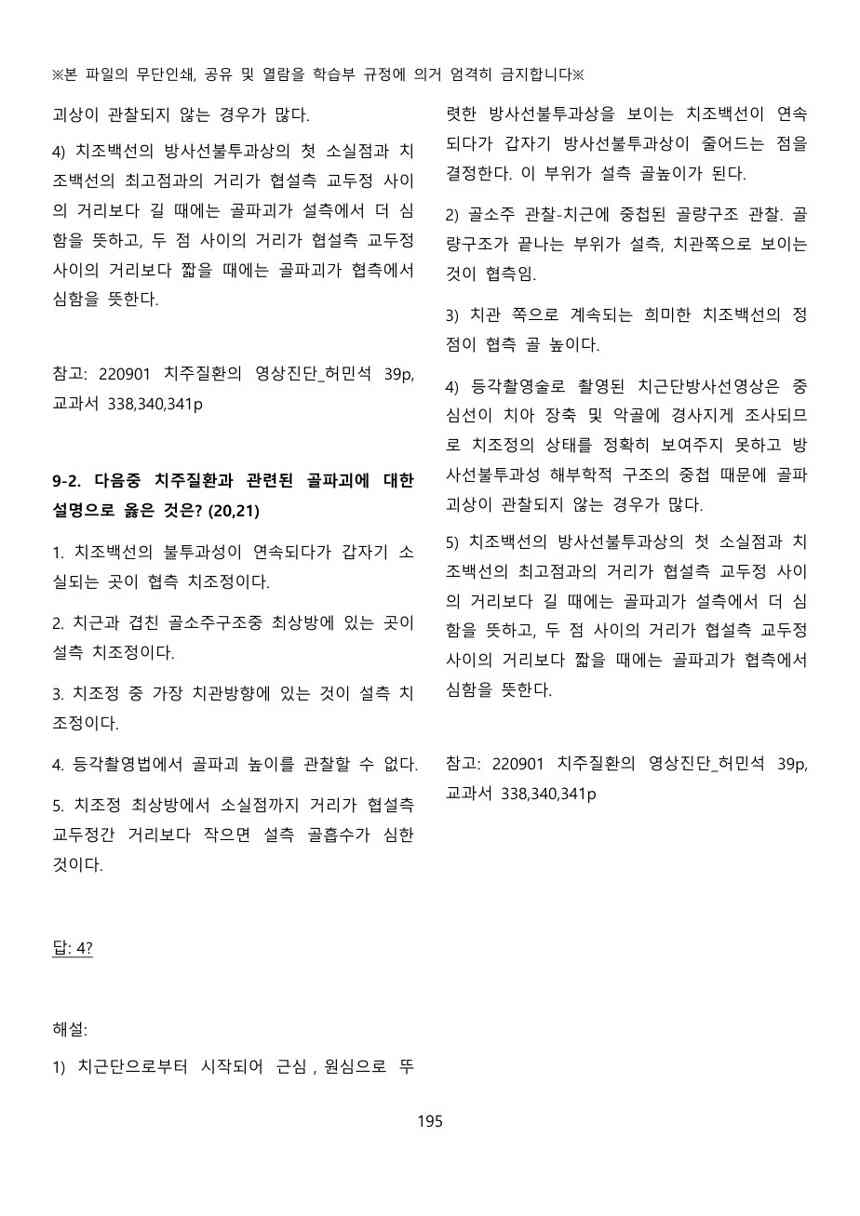 ※본 파일의 무단인쇄, 공유 및 열람을 학습부 규정에 의거 엄격히 금지합니다※
괴상이 관찰되지 않는 경우가 많다.
4) 치조백선의 방사선불투과상의 첫 소실점과 치
조백선의 최고점과의 거리가 협설측 교두정 사이
의 거리보다 길 때에는 골파괴가 설측에서 더 심
함을 뜻하고, 두 점 사이의 거리가 협설측 교두정
사이의 거리보다 짧을 때에는 골파괴가 협측에서
심함을 뜻한다.
참고: 220901 치주질환의 영상진단_허민석 39p,
교과서 338,340,341p
9-2. 다음중 치주질환과 관련된 골파괴에 대한
설명으로 옳은 것은? (20,21)
1. 치조백선의 불투과성이 연속되다가 갑자기 소
실되는 곳이 협측 치조정이다.
2. 치근과 겹친 골소주구조중 최상방에 있는 곳이
설측 치조정이다.
3. 치조정 중 가장 치관방향에 있는 것이 설측 치
조정이다.
4. 등각촬영법에서 골파괴 높이를 관찰할 수 없다.
5. 치조정 최상방에서 소실점까지 거리가 협설측
교두정간 거리보다 작으면 설측 골흡수가 심한
것이다.
답: 4?
해설:
1) 치근단으로부터 시작되어 근심 , 원심으로 뚜
렷한 방사선불투과상을 보이는 치조백선이 연속
되다가 갑자기 방사선불투과상이 줄어드는 점을
결정한다. 이 부위가 설측 골높이가 된다.
2) 골소주 관찰-치근에 중첩된 골량구조 관찰. 골
량구조가 끝나는 부위가 설측, 치관쪽으로 보이는
것이 협측임.
3) 치관 쪽으로 계속되는 희미한 치조백선의 정
점이 협측 골 높이다.
4) 등각촬영술로 촬영된 치근단방사선영상은 중
심선이 치아 장축 및 악골에 경사지게 조사되므
로 치조정의 상태를 정확히 보여주지 못하고 방
사선불투과성 해부학적 구조의 중첩 때문에 골파
괴상이 관찰되지 않는 경우가 많다.
5) 치조백선의 방사선불투과상의 첫 소실점과 치
조백선의 최고점과의 거리가 협설측 교두정 사이
의 거리보다 길 때에는 골파괴가 설측에서 더 심
함을 뜻하고, 두 점 사이의 거리가 협설측 교두정
사이의 거리보다 짧을 때에는 골파괴가 협측에서
심함을 뜻한다.
참고: 220901 치주질환의 영상진단_허민석 39p,
교과서 338,340,341p
195